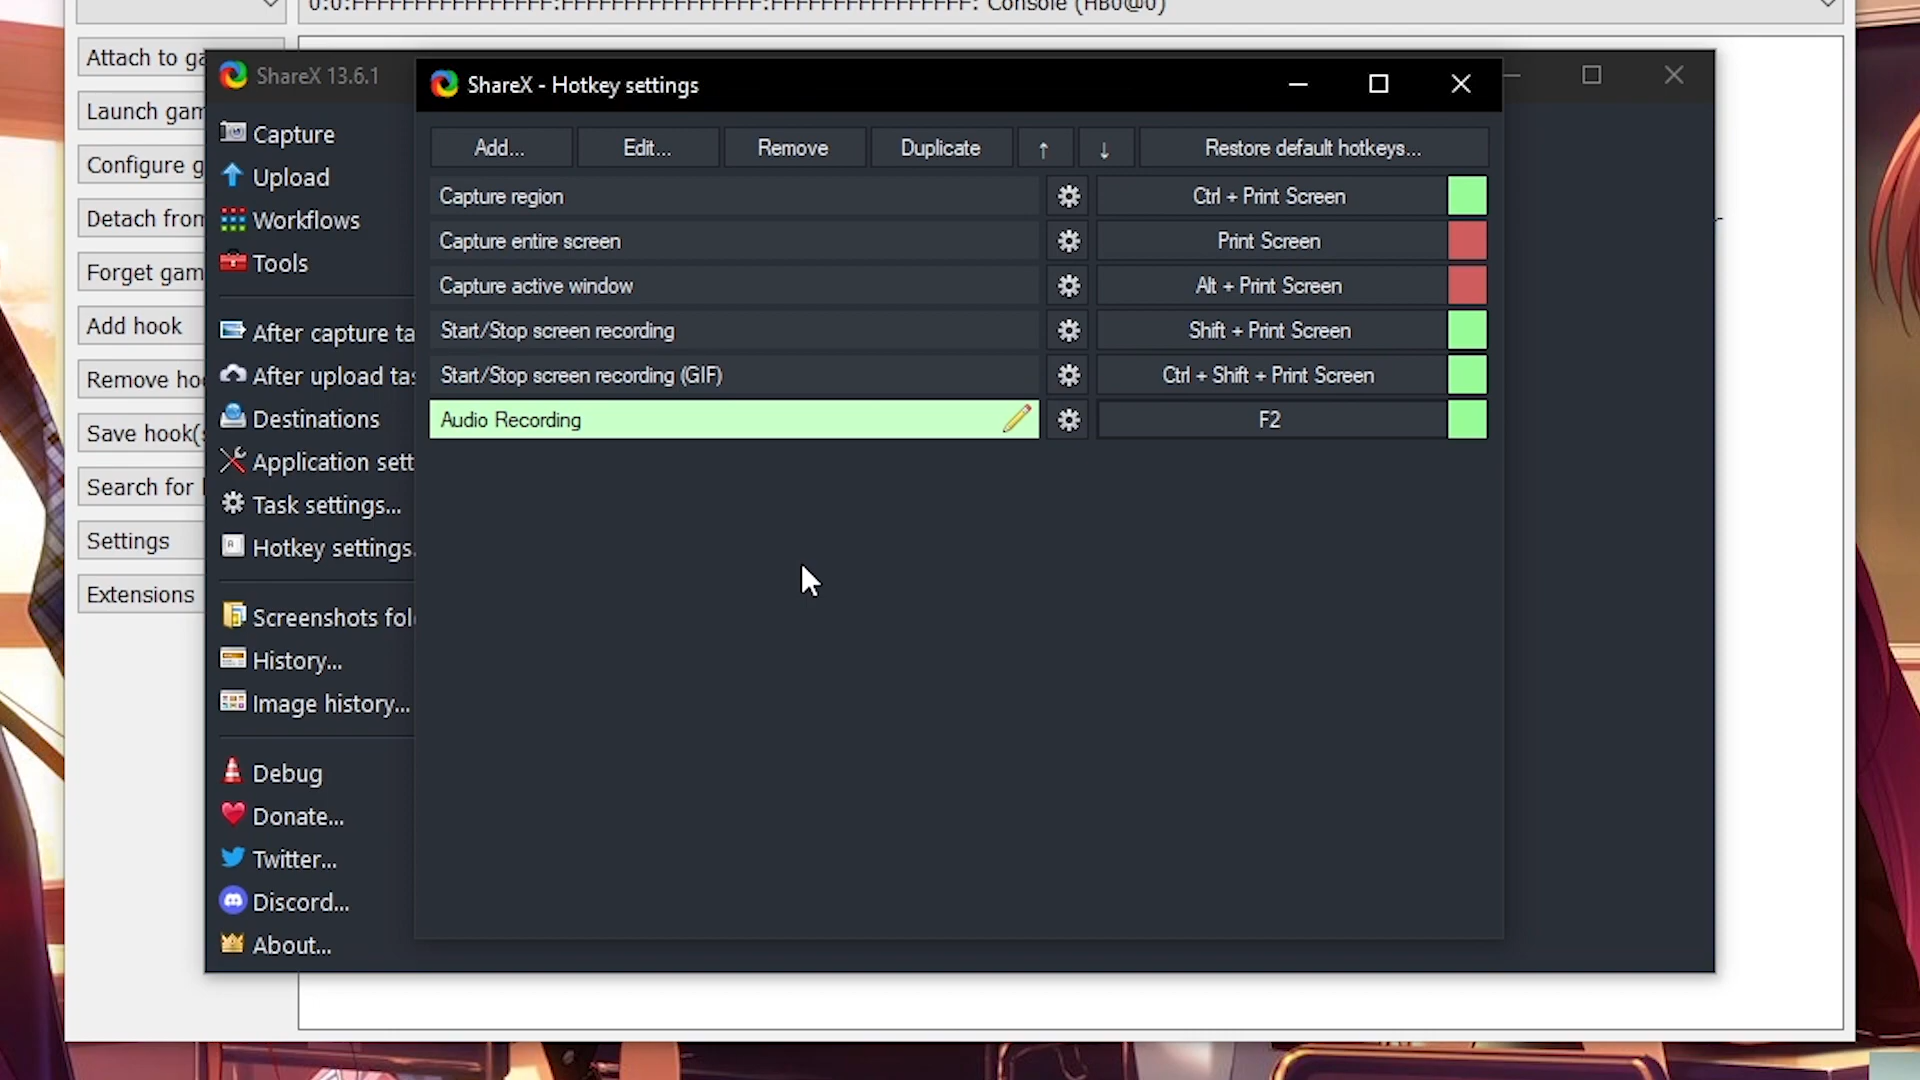 0:0:FFFFFFFFFFFFFFFF:FFFFFFFFFFFFFFFF:FFFFFFFFFFFFFFFF: Console (HB0@0)
Attach to ga
Launch gam
Configure g
Detach from
Forget gam
Add hook
Remove hoo
Save hook(s
Search for h
Settings
Extensions
ShareX 13.6.1
Capture
Upload
Workflows
Tools
After capture ta
After upload tas
Destinations
Application sett
Task settings...
Hotkey settings.
Screenshots fol
History...
Image history...
Debug
Donate...
Twitter...
Discord...
About...
ShareX - Hotkey settings
Add... Edit... Remove Duplicate ↑ ↓ Restore default hotkeys...
Capture region Ctrl + Print Screen
Capture entire screen Print Screen
Capture active window Alt + Print Screen
Start/Stop screen recording Shift + Print Screen
Start/Stop screen recording (GIF) Ctrl + Shift + Print Screen
Audio Recording F2